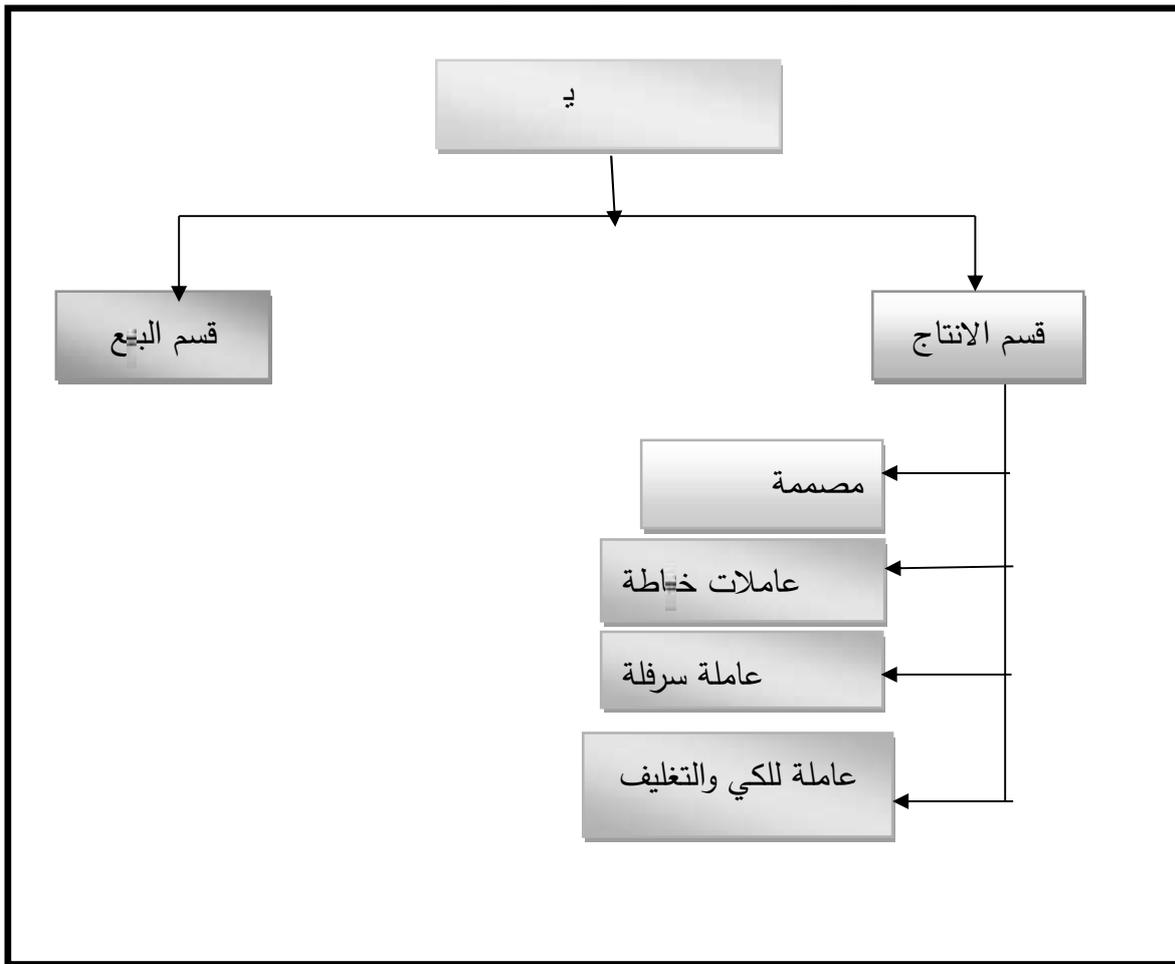 قسم الانتاج
قسم البيع
مصممة
عاملات خياطة
عاملة سرفلة
عاملة للكي والتغليف